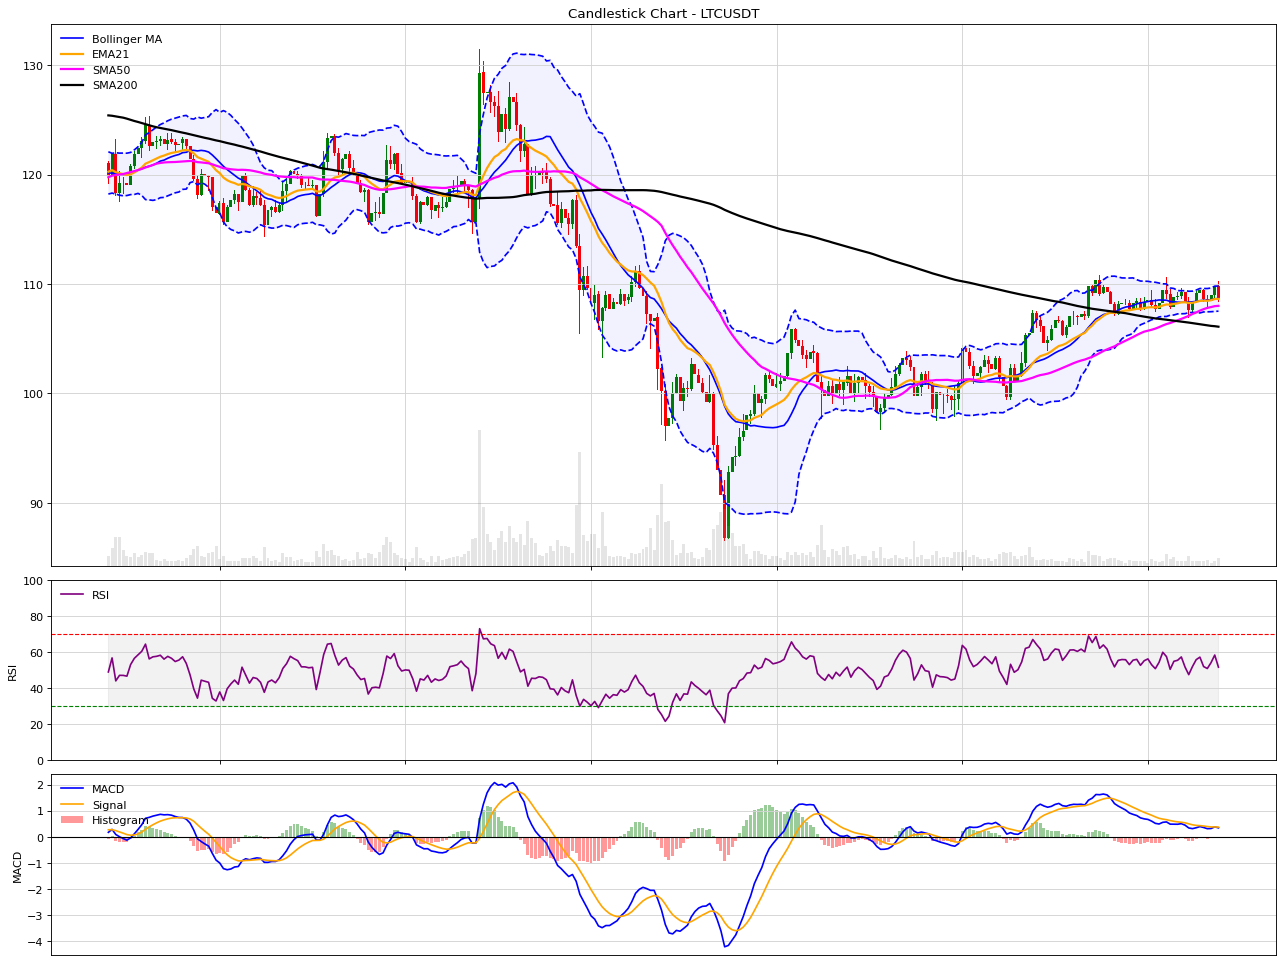 Candlestick Chart - LTCUSDT
Bollinger MA
EMA21
SMA50
SMA200
130
120
110
100
90
100
80
60
40
20
0
RSI
RSI
2
1
0
−1
−2
−3
−4
MACD
MACD
Signal
Histogram